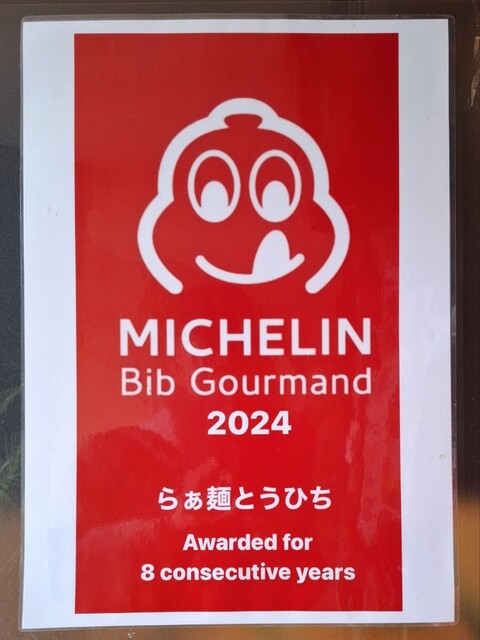 MICHELIN
Bib Gourmand
2024
らぁ麺とうひち
Awarded for
8 consecutive years